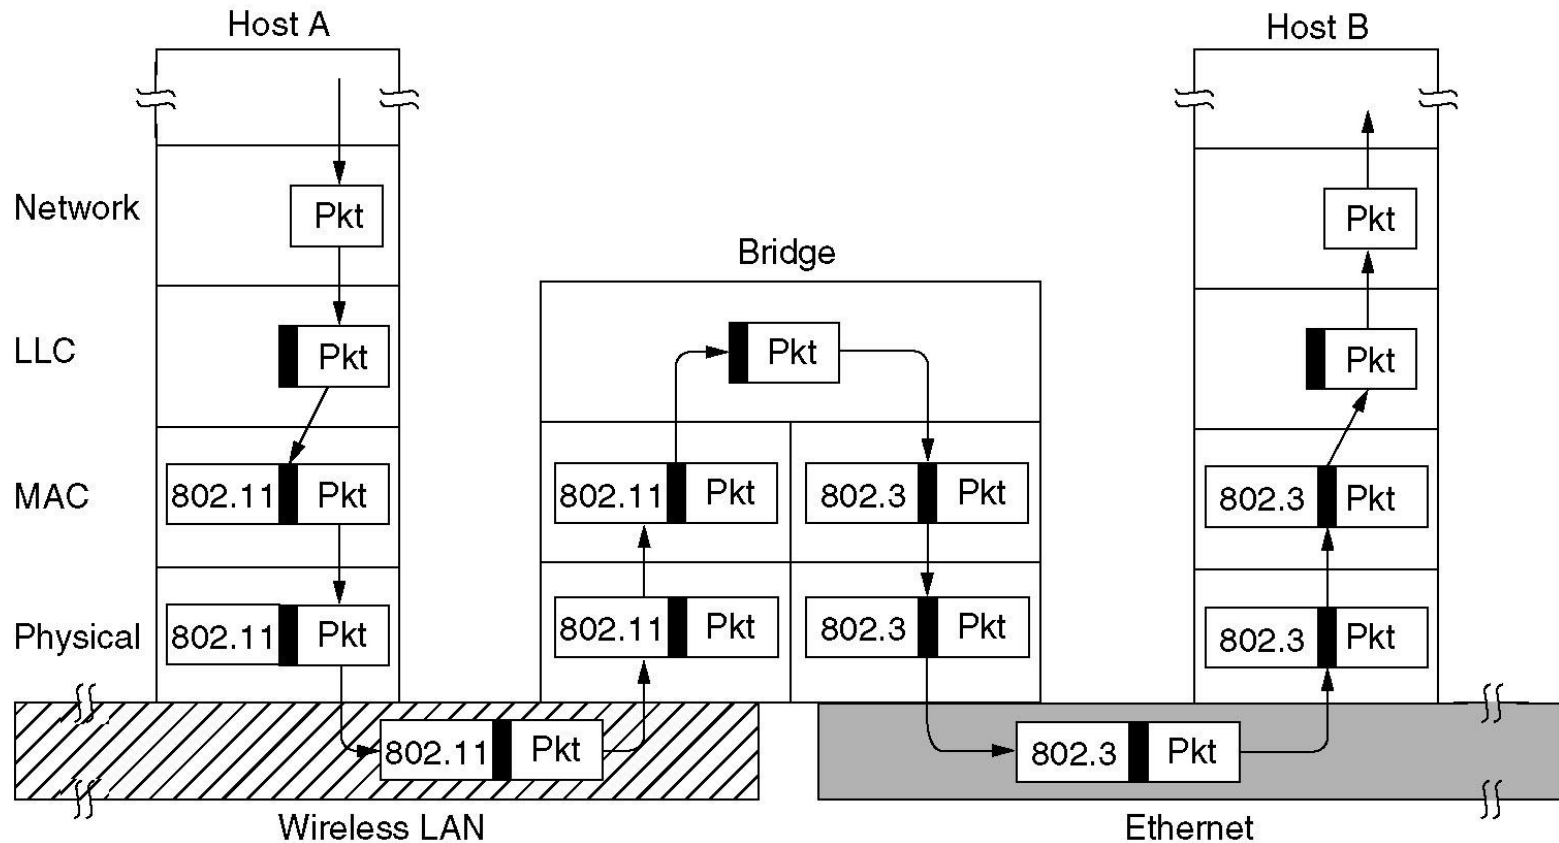 Host A
Host B
Network
Pkt
Pkt
Bridge
LLC
Pkt
Pkt
Pkt
MAC
802.11 Pkt
802.11 Pkt
802.3 Pkt
802.3 Pkt
Physical
802.11 Pkt
802.11 Pkt
802.3 Pkt
802.3 Pkt
802.11 Pkt
802.3 Pkt
Wireless LAN
Ethernet